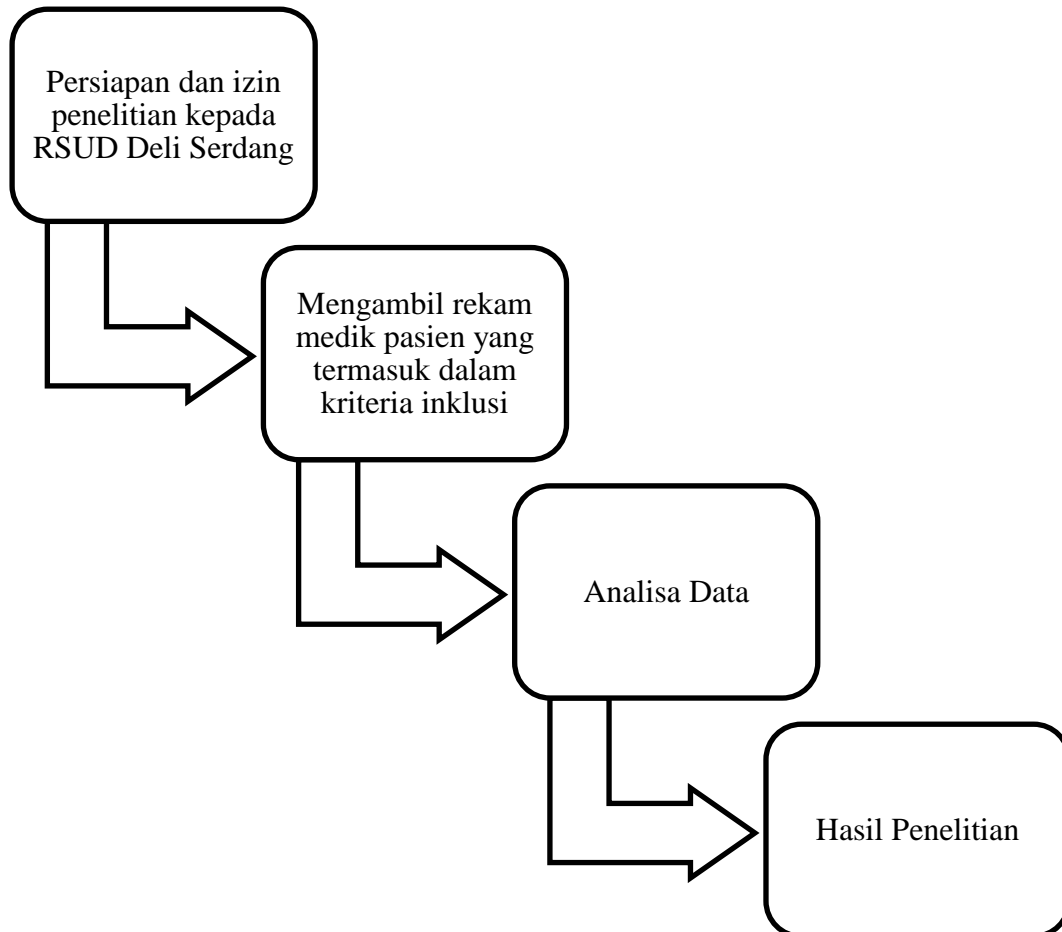 Persiapan dan izin
penelitian kepada
RSUD Deli Serdang
Mengambil rekam
medik pasien yang
termasuk dalam
kriteria inklusi
Analisa Data
Hasil Penelitian